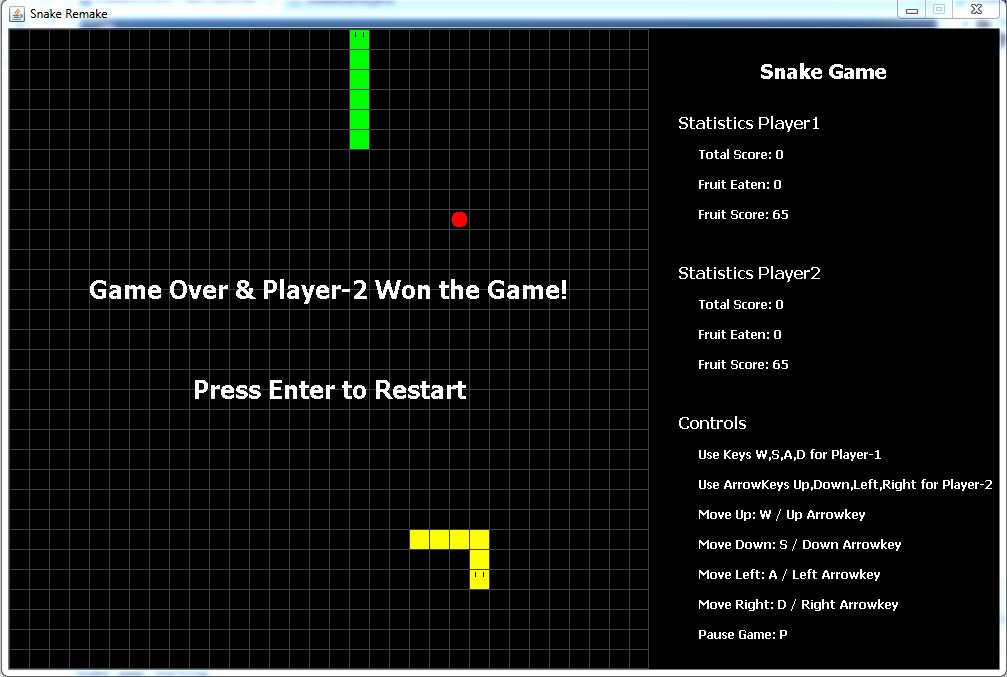 Snake Remake
Game Over & Player-2 Won the Game!
Press Enter to Restart
Snake Game
Statistics Player1
Total Score: 0
Fruit Eaten: 0
Fruit Score: 65
Statistics Player2
Total Score: 0
Fruit Eaten: 0
Fruit Score: 65
Controls
Use Keys W,S,A,D for Player-1
Use ArrowKeys Up,Down,Left,Right for Player-2
Move Up: W / Up Arrowkey
Move Down: S / Down Arrowkey
Move Left: A / Left Arrowkey
Move Right: D / Right Arrowkey
Pause Game: P